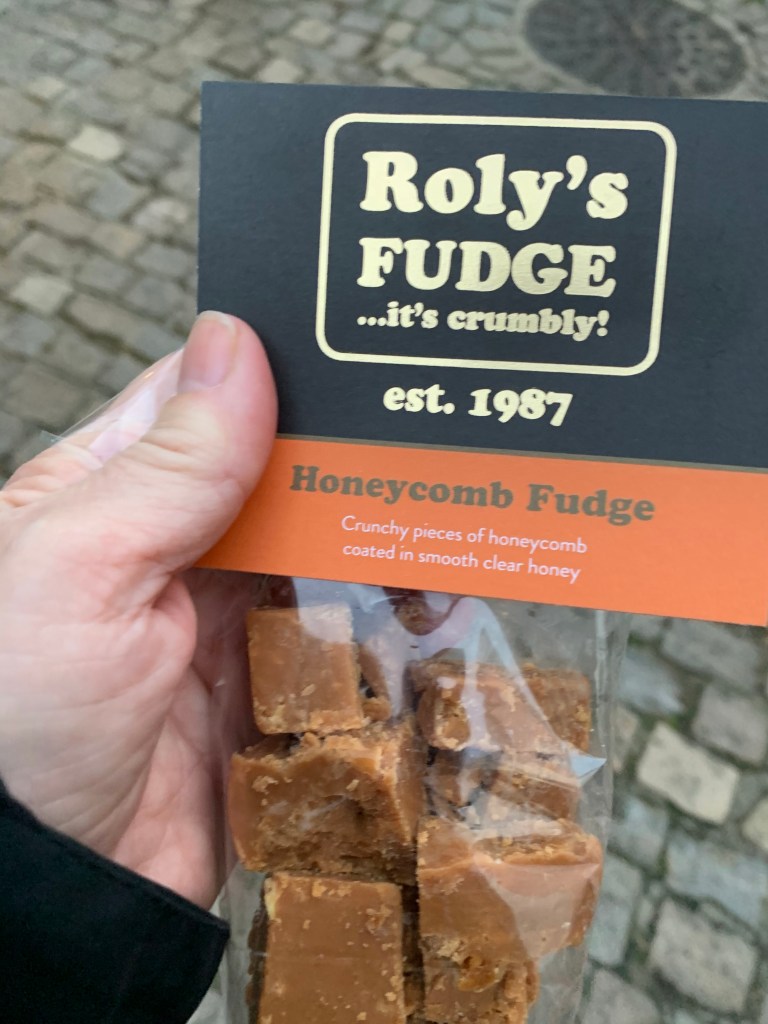 Roly's
FUDGE
...it's crumbly!
est. 1987
Honeycomb Fudge
Crunchy pieces of honeycomb
coated in smooth clear honey